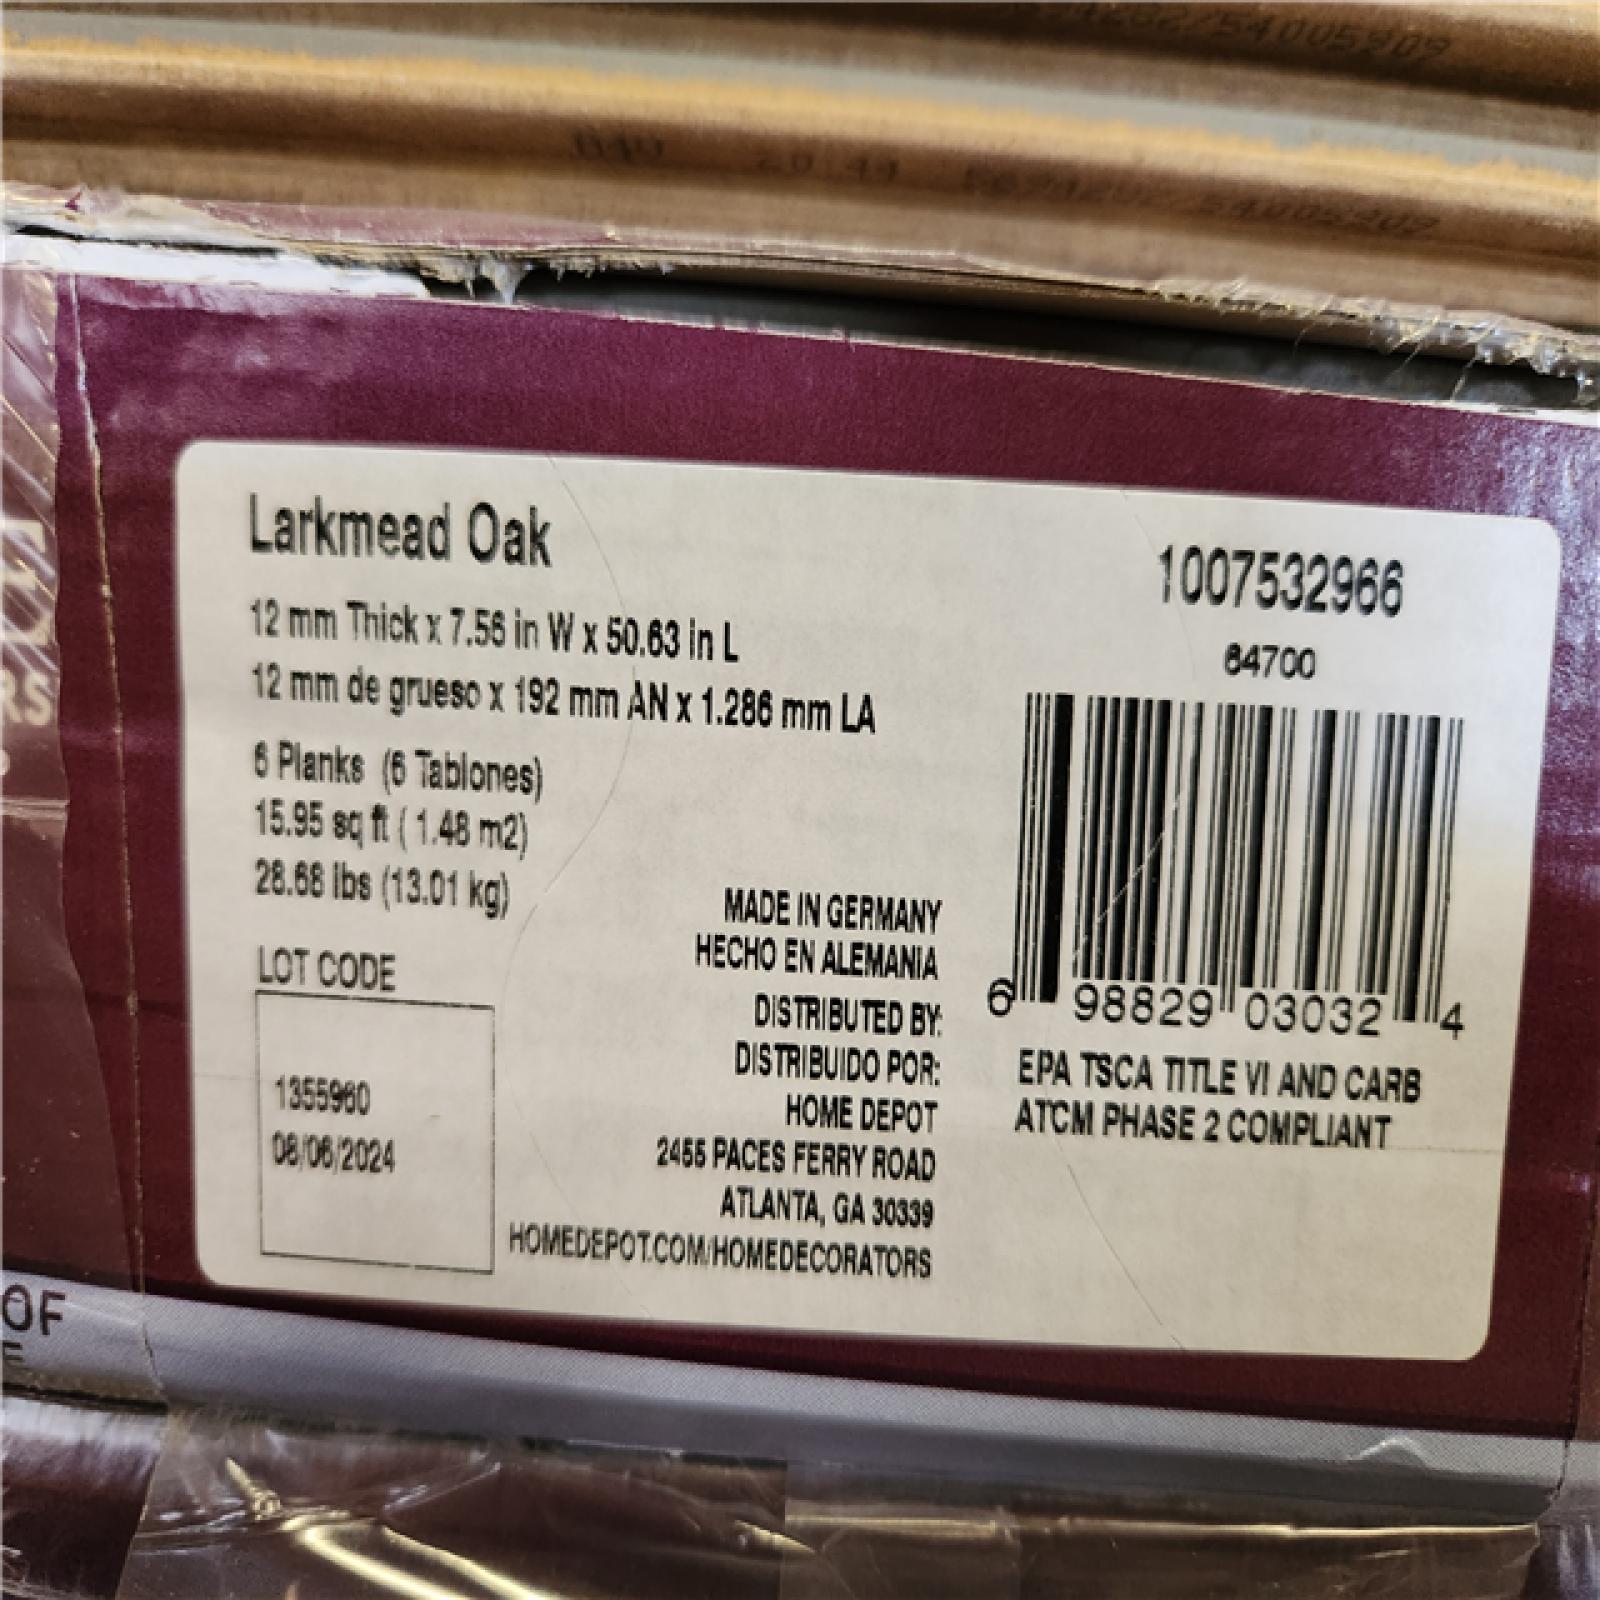 Larkmead Oak
12 mm Thick x 7.56 in W x 50.63 in L
12 mm de grueso x 192 mm AN x 1.286 mm LA
6 Planks (6 Tablones)
15.95 sq ft ( 1.48 m2)
28.68 lbs (13.01 kg)
LOT CODE
1355960
08/06/2024
MADE IN GERMANY
HECHO EN ALEMANIA
DISTRIBUTED BY:
DISTRIBUIDO POR:
HOME DEPOT
2455 PACES FERRY ROAD
ATLANTA, GA 30339
HOMEDEPOT.COM/HOMEDECORATORS
1007532966
64700
6 98829 03032 4
EPA TSCA TITLE VI AND CARB
ATCM PHASE 2 COMPLIANT
OF